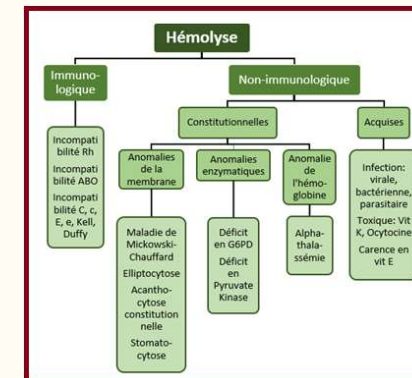 Hémolyse
Immuno-
logique
Non-immunologique
Constitutionnelles
Acquises
Incompati
bilité Rh
Incompati
bilité ABO
Incompati
bilité C, c,
E, e, Kell,
Duffy
Anomalies
de la
membrane
Anomalies
enzymatiques
Anomalie
de
l'hémo-
globine
Infection:
virale,
bactérienne,
parasitaire
Toxique: Vit
K, Ocytocine
Carence en
vit E
Maladie de
Mickowski-
Chauffard
Elliptocytose
Acantho-
cytose
constitution
nelle
Stomato-
cytose
Déficit
en G6PD
Déficit
en
Pyruvate
Kinase
Alpha-
thala-
ssémie